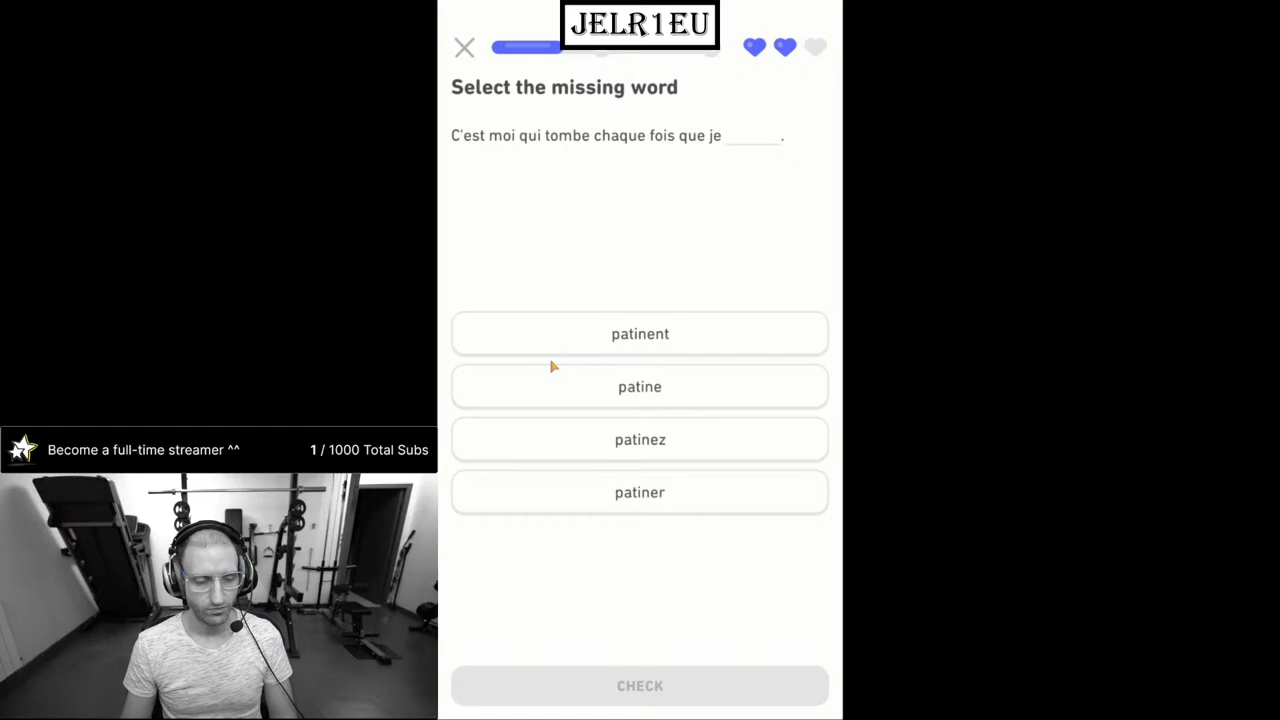 JELR1EU
Select the missing word
C'est moi qui tombe chaque fois que je ______.
patinent
patine
patinez
patiner
Become a full-time streamer ^^ 1 / 1000 Total Subs
CHECK